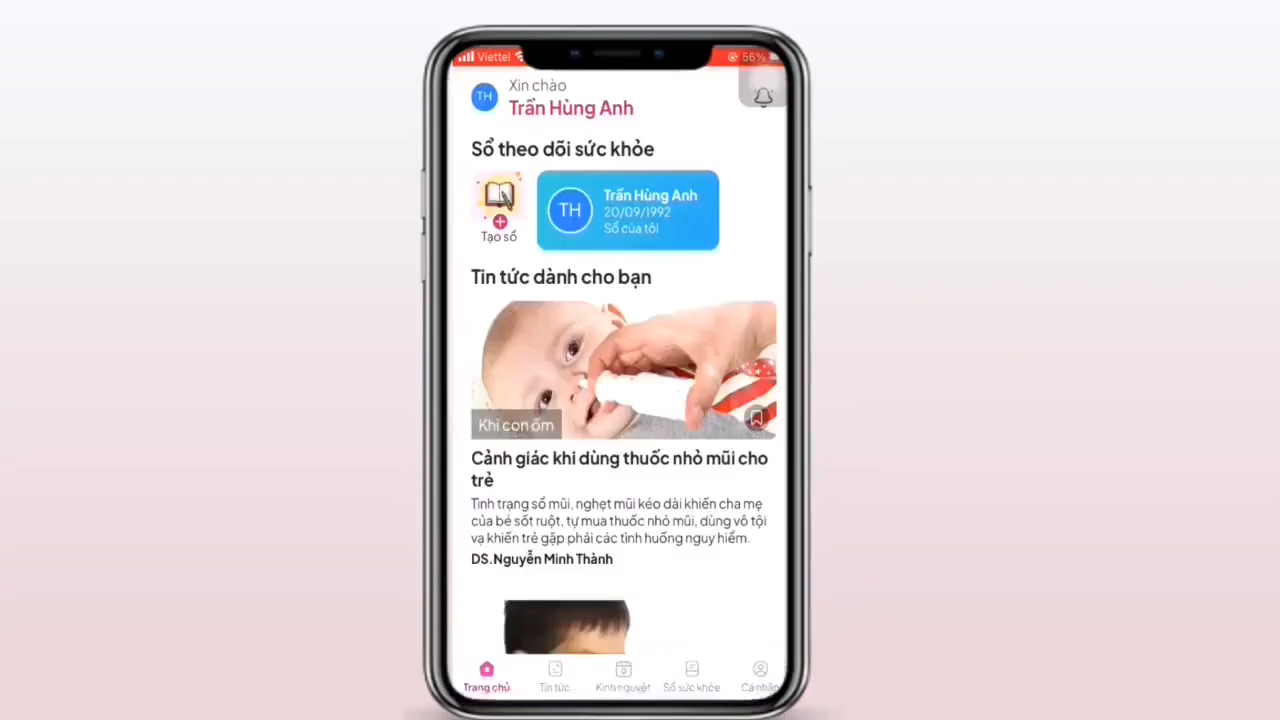 Viettel
56%
TH
Xin chào
Trần Hùng Anh
Sổ theo dõi sức khỏe
Tạo sổ
TH
Trần Hùng Anh
20/09/1992
Sổ của tôi
Tin tức dành cho bạn
Khi con ốm
Cảnh giác khi dùng thuốc nhỏ mũi cho
trẻ
Tình trạng sổ mũi, nghẹt mũi kéo dài khiến cha mẹ
của bé sốt ruột, tự mua thuốc nhỏ mũi, dùng vô tội
vạ khiến trẻ gặp phải các tình huống nguy hiểm.
DS.Nguyễn Minh Thành
Trang chủ
Tin tức
Kinh nguyệt
Sổ sức khỏe
Cá nhân